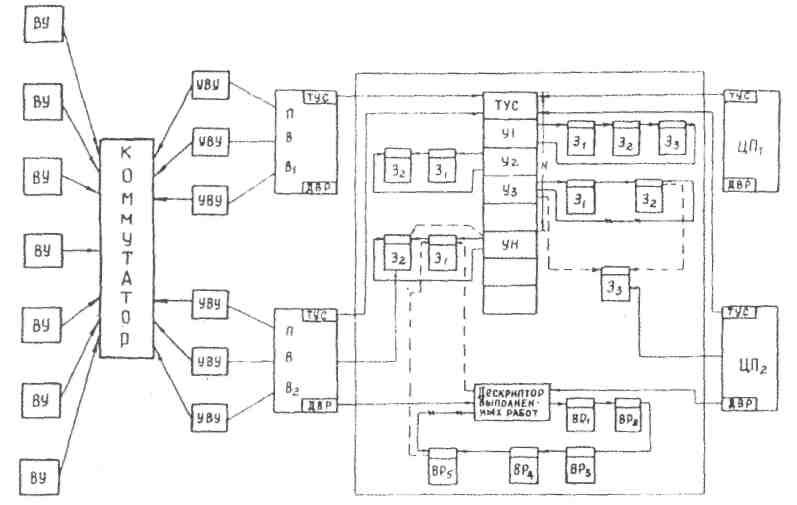 ВУ
ВУ
ВУ
ВУ
ВУ
ВУ
ВУ
КОММУТАТОР
УВУ
УВУ
УВУ
УВУ
УВУ
УВУ
ТУС
П
В
В₁
ДВР
ТУС
П
В
В₂
ДВР
ТУС
У1
У2
У3
УН
З₁ З₂ З₃
З₂ З₁
З₁ З₂
З₂ З₁
З₃
ТУС
ЦП₁
ДВР
ТУС
ЦП₂
ДВР
Дескриптор
выполнен-
ных работ
ВР₁ ВР₂
ВР₅ ВР₄ ВР₃